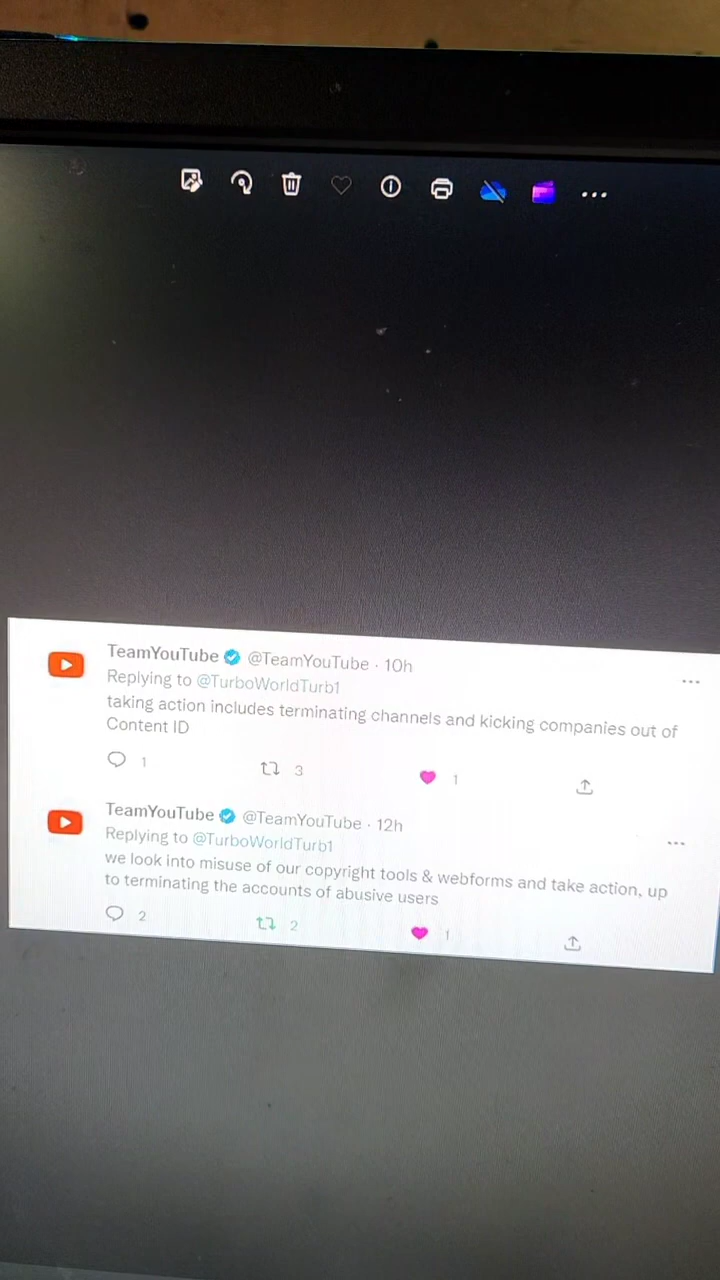 TeamYouTube @TeamYouTube · 10h
Replying to @TurboWorldTurb1
taking action includes terminating channels and kicking companies out of
Content ID
1 3 1
TeamYouTube @TeamYouTube · 12h
Replying to @TurboWorldTurb1
we look into misuse of our copyright tools & webforms and take action, up
to terminating the accounts of abusive users
2 2 1